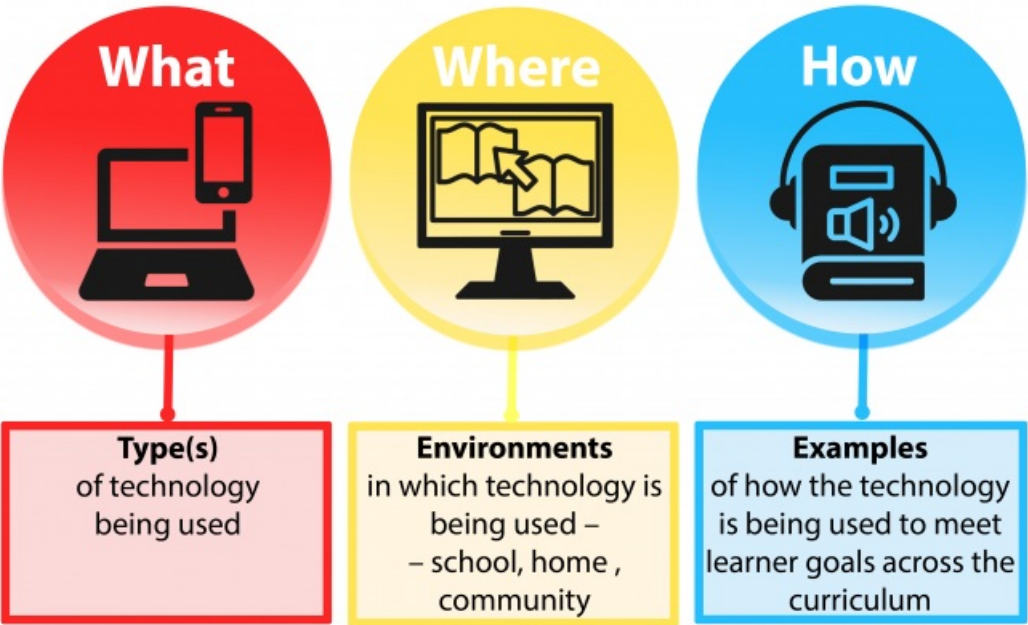 What
Type(s)
of technology
being used
Where
Environments
in which technology is
being used –
– school, home ,
community
How
Examples
of how the technology
is being used to meet
learner goals across the
curriculum